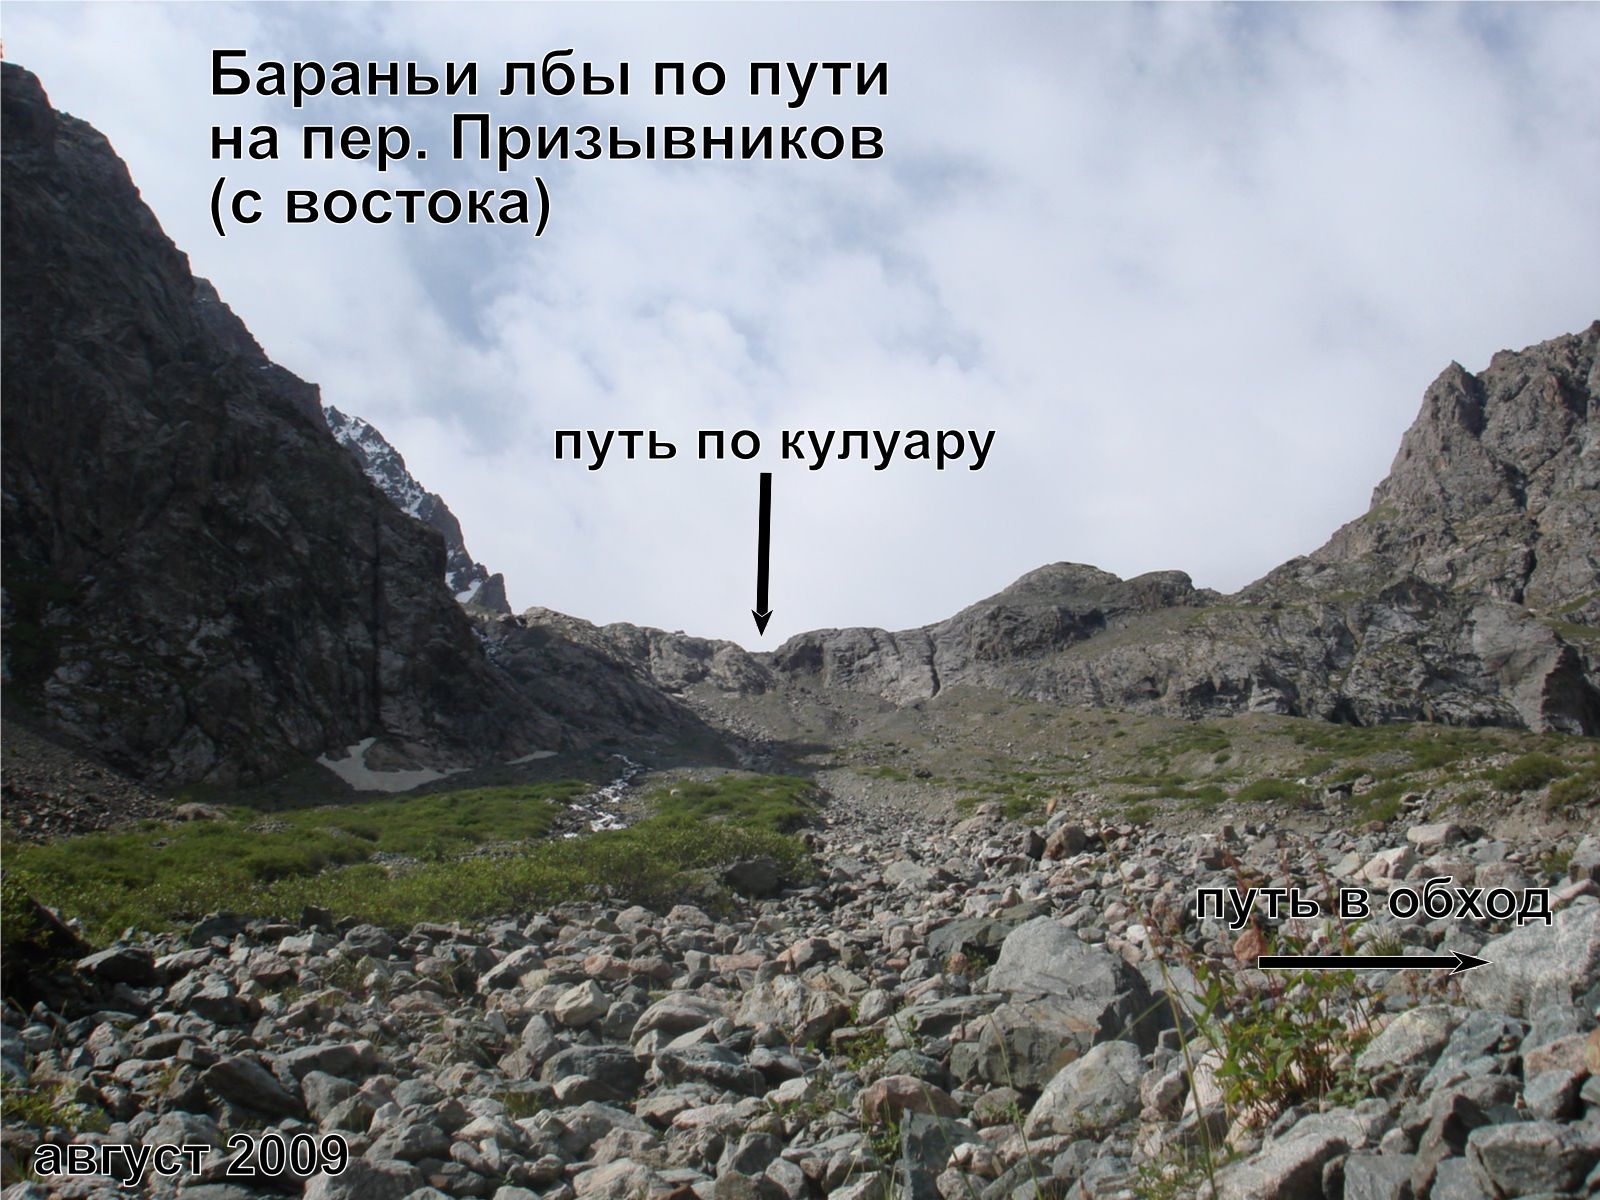 Бараньи лбы по пути
на пер. Призывников
(с востока)
путь по кулуару
путь в обход
август 2009